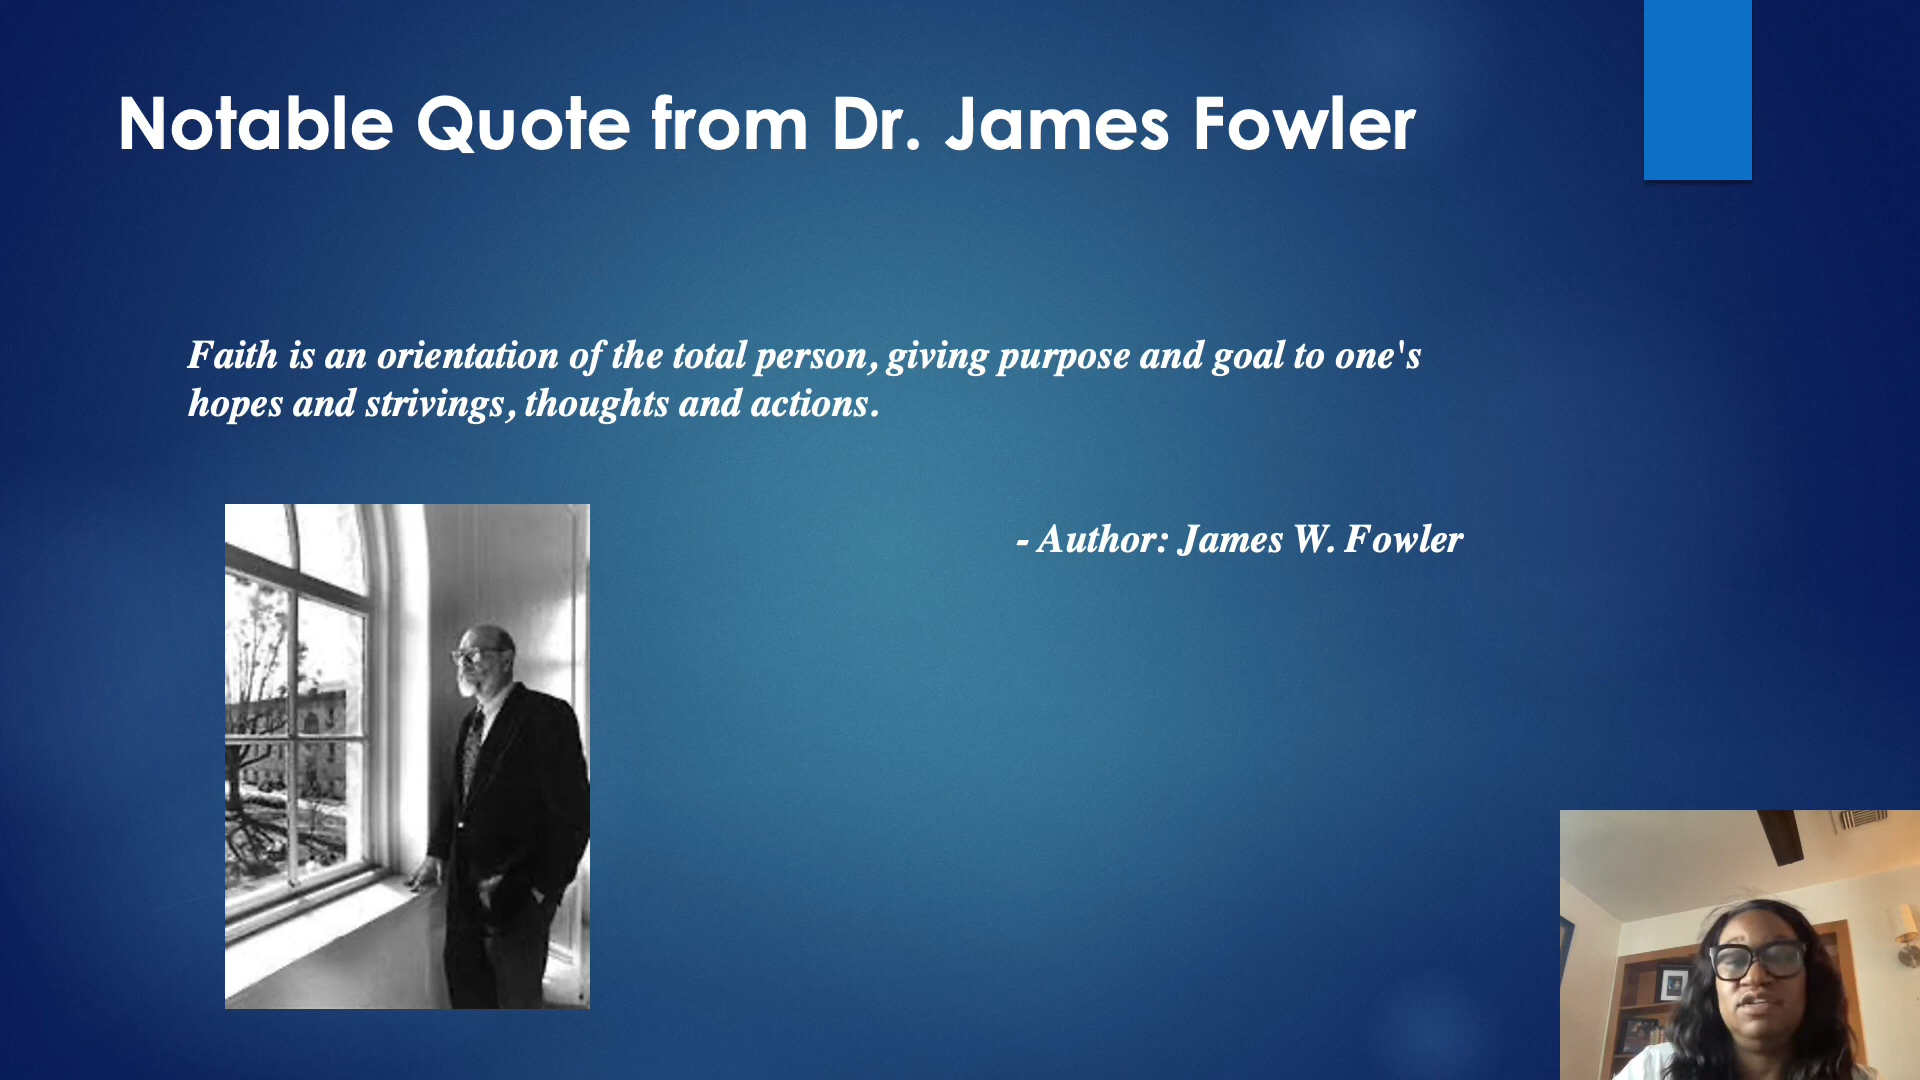 Notable Quote from Dr. James Fowler
Faith is an orientation of the total person, giving purpose and goal to one's
hopes and strivings, thoughts and actions.
- Author: James W. Fowler